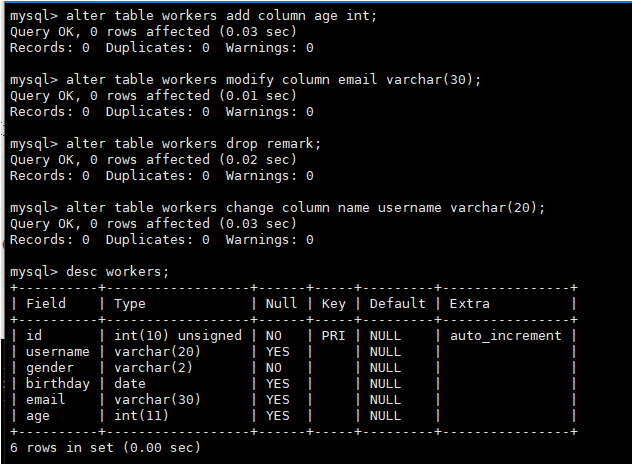 mysql> alter table workers add column age int;
Query OK, 0 rows affected (0.03 sec)
Records: 0  Duplicates: 0  Warnings: 0

mysql> alter table workers modify column email varchar(30);
Query OK, 0 rows affected (0.01 sec)
Records: 0  Duplicates: 0  Warnings: 0

mysql> alter table workers drop remark;
Query OK, 0 rows affected (0.02 sec)
Records: 0  Duplicates: 0  Warnings: 0

mysql> alter table workers change column name username varchar(20);
Query OK, 0 rows affected (0.03 sec)
Records: 0  Duplicates: 0  Warnings: 0

mysql> desc workers;
+----------+------------------+------+-----+---------+----------------+
| Field    | Type             | Null | Key | Default | Extra          |
+----------+------------------+------+-----+---------+----------------+
| id       | int(10) unsigned | NO   | PRI | NULL    | auto_increment |
| username | varchar(20)      | YES  |     | NULL    |                |
| gender   | varchar(2)       | NO   |     | NULL    |                |
| birthday | date             | YES  |     | NULL    |                |
| email    | varchar(30)      | YES  |     | NULL    |                |
| age      | int(11)          | YES  |     | NULL    |                |
+----------+------------------+------+-----+---------+----------------+
6 rows in set (0.00 sec)